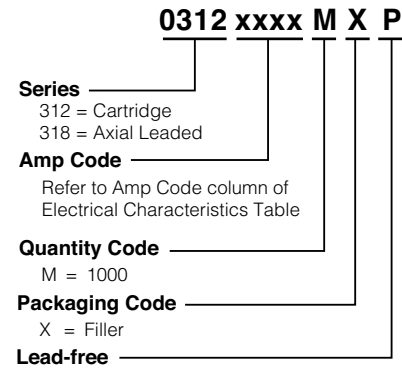 0312 xxxx M X P
Series
312 = Cartridge
318 = Axial Leaded
Amp Code
Refer to Amp Code column of
Electrical Characteristics Table
Quantity Code
M = 1000
Packaging Code
X = Filler
Lead-free